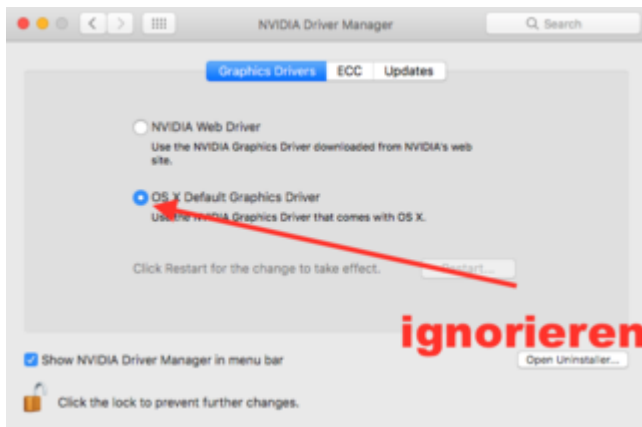 NVIDIA Driver Manager
Search
Graphics Drivers ECC Updates
NVIDIA Web Driver
Use the NVIDIA Graphics Driver downloaded from NVIDIA's web
site.
OS X Default Graphics Driver
Use the NVIDIA Graphics Driver that comes with OS X.
Click Restart for the change to take effect. Restart...
ignorieren
Show NVIDIA Driver Manager in menu bar
Open Uninstaller...
Click the lock to prevent further changes.